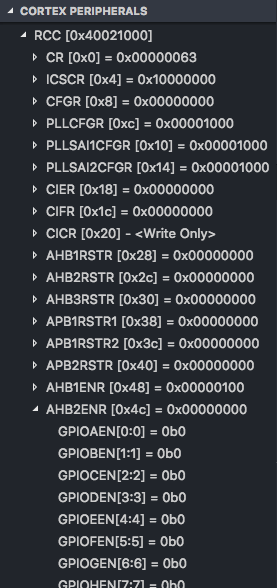 CORTEX PERIPHERALS
RCC [0x40021000]
CR [0x0] = 0x00000063
ICSCR [0x4] = 0x10000000
CFGR [0x8] = 0x00000000
PLLCFGR [0xc] = 0x00001000
PLLSAI1CFGR [0x10] = 0x00001000
PLLSAI2CFGR [0x14] = 0x00001000
CIER [0x18] = 0x00000000
CIFR [0x1c] = 0x00000000
CICR [0x20] - <Write Only>
AHB1RSTR [0x28] = 0x00000000
AHB2RSTR [0x2c] = 0x00000000
AHB3RSTR [0x30] = 0x00000000
APB1RSTR1 [0x38] = 0x00000000
APB1RSTR2 [0x3c] = 0x00000000
APB2RSTR [0x40] = 0x00000000
AHB1ENR [0x48] = 0x00000100
AHB2ENR [0x4c] = 0x00000000
GPIOAEN[0:0] = 0b0
GPIOBEN[1:1] = 0b0
GPIOCEN[2:2] = 0b0
GPIODEN[3:3] = 0b0
GPIOEEN[4:4] = 0b0
GPIOFEN[5:5] = 0b0
GPIOGEN[6:6] = 0b0
GPIOHEN[7:7] = 0b0